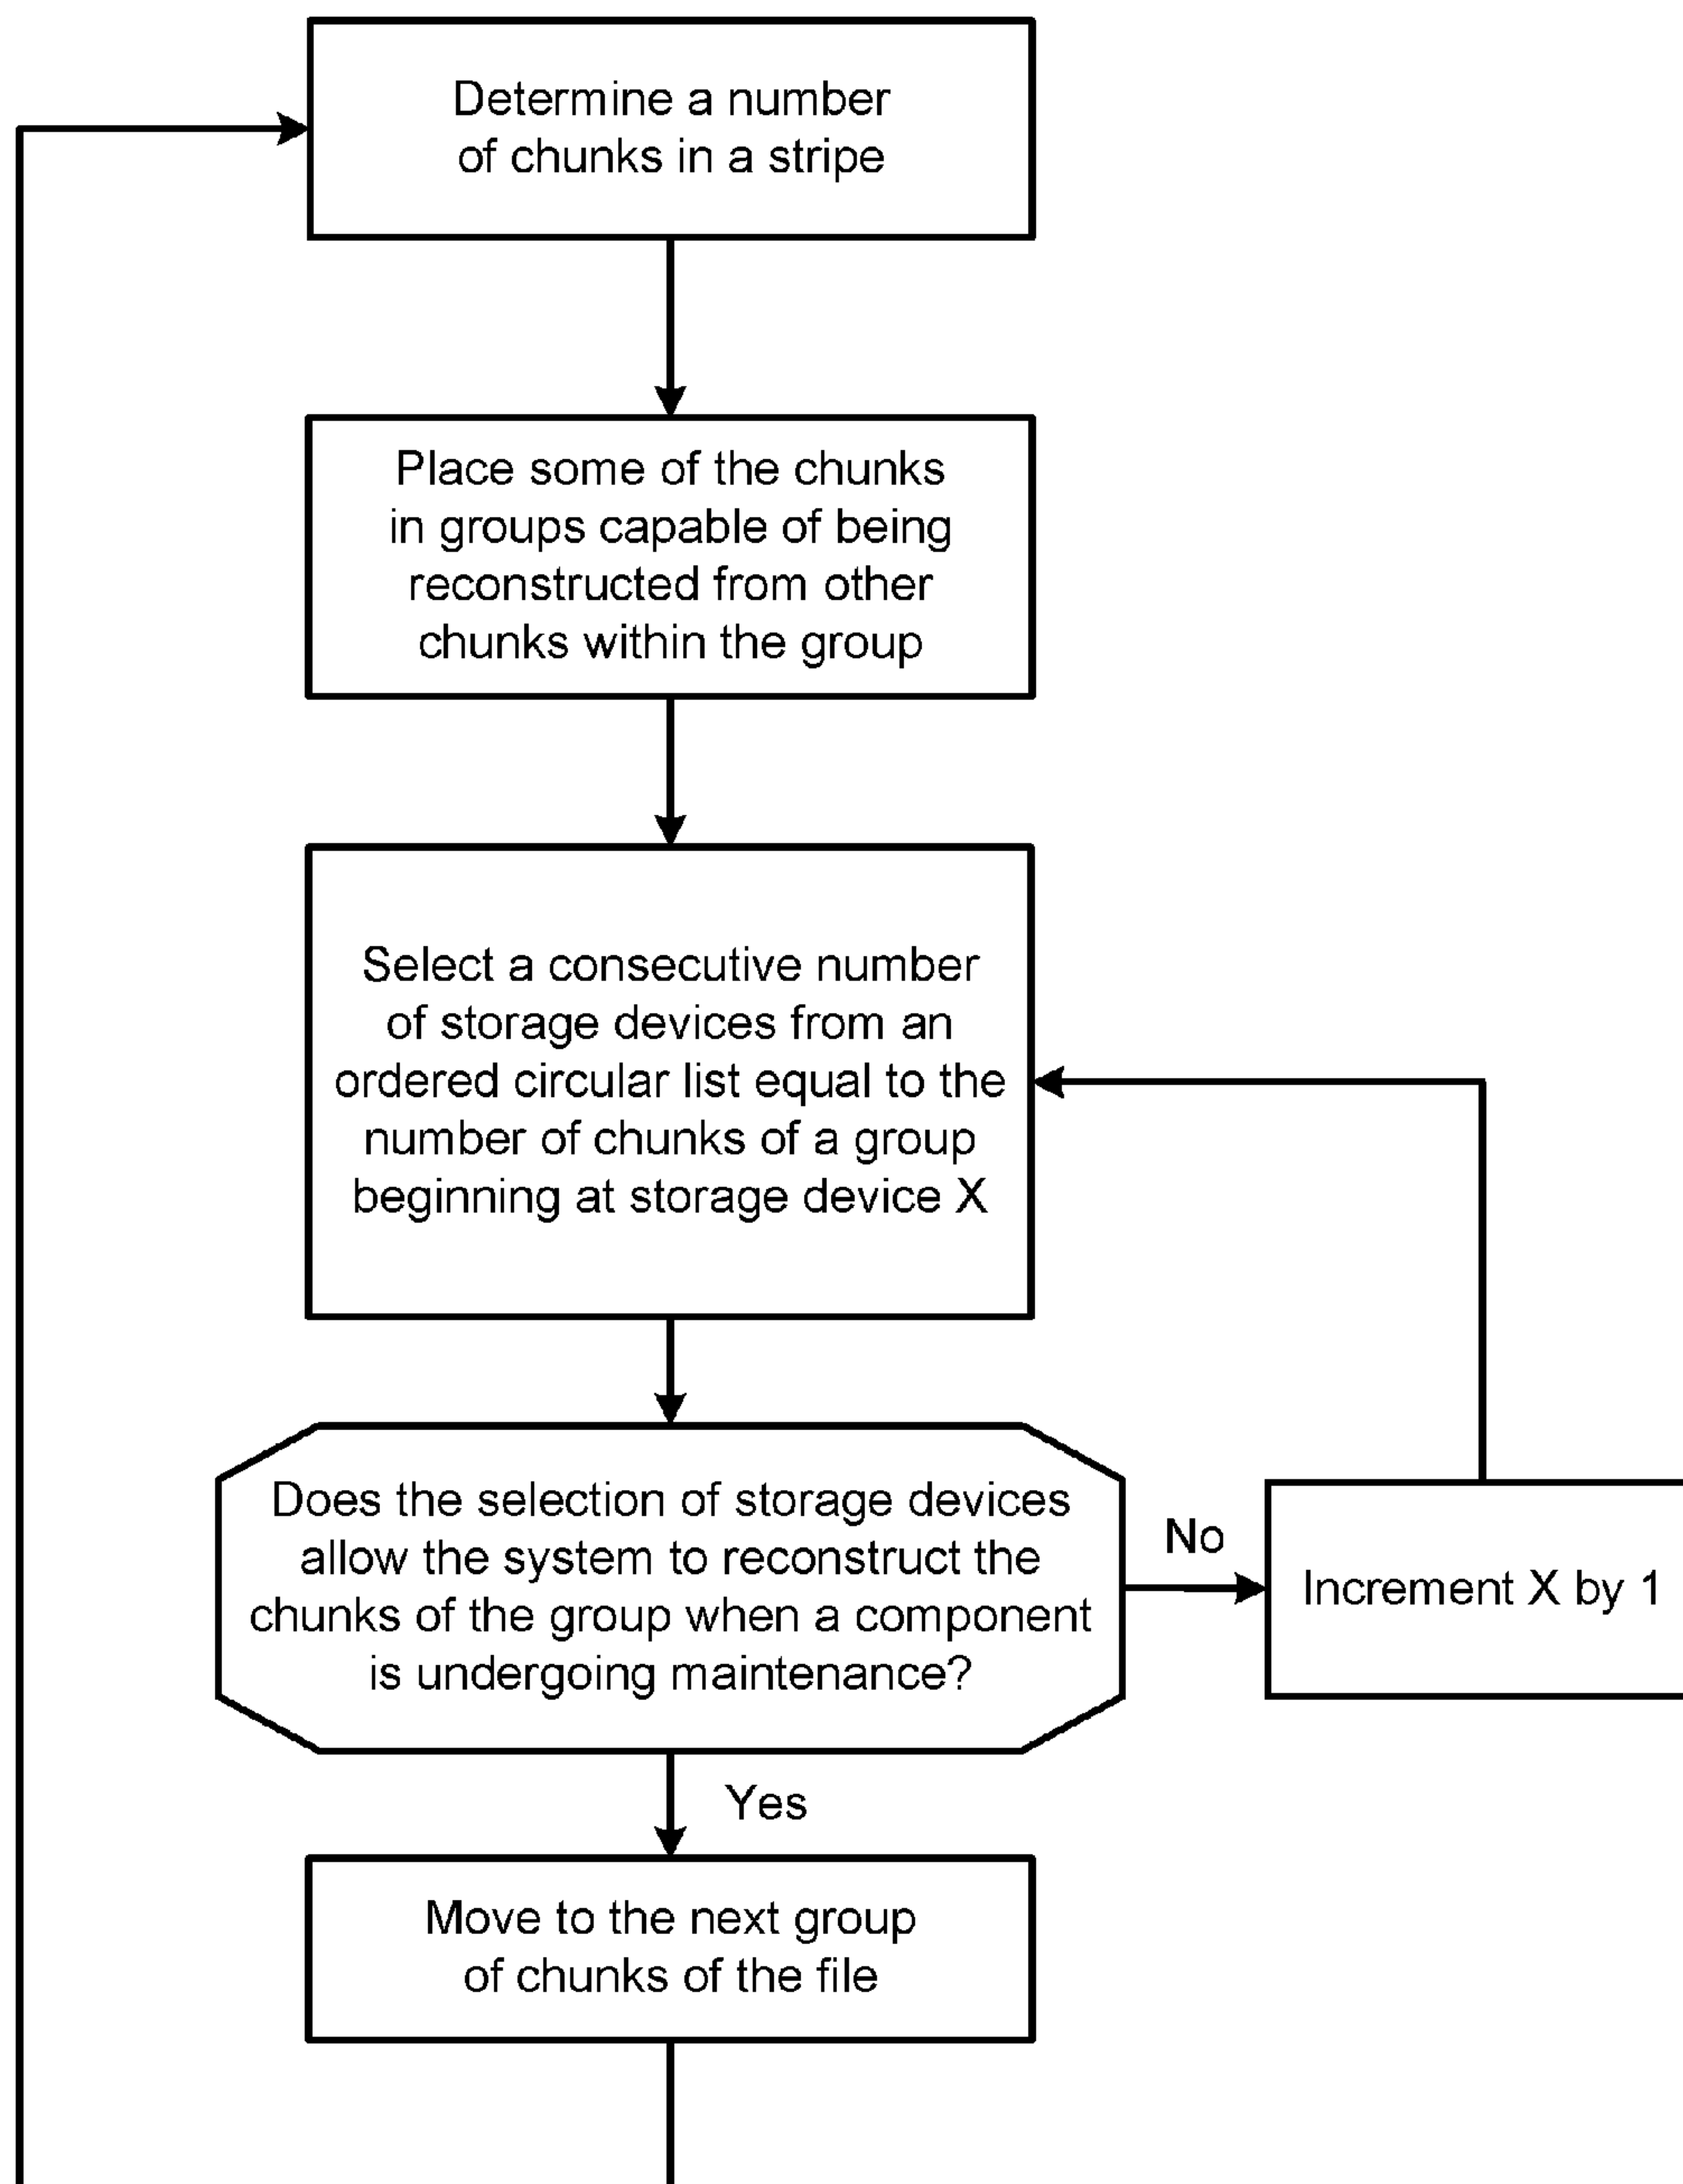 Determine a number
of chunks in a stripe
Place some of the chunks
in groups capable of being
reconstructed from other
chunks within the group
Select a consecutive number
of storage devices from an
ordered circular list equal to the
number of chunks of a group
beginning at storage device X
Does the selection of storage devices
allow the system to reconstruct the
chunks of the group when a component
is undergoing maintenance?
No
Increment X by 1
Yes
Move to the next group
of chunks of the file